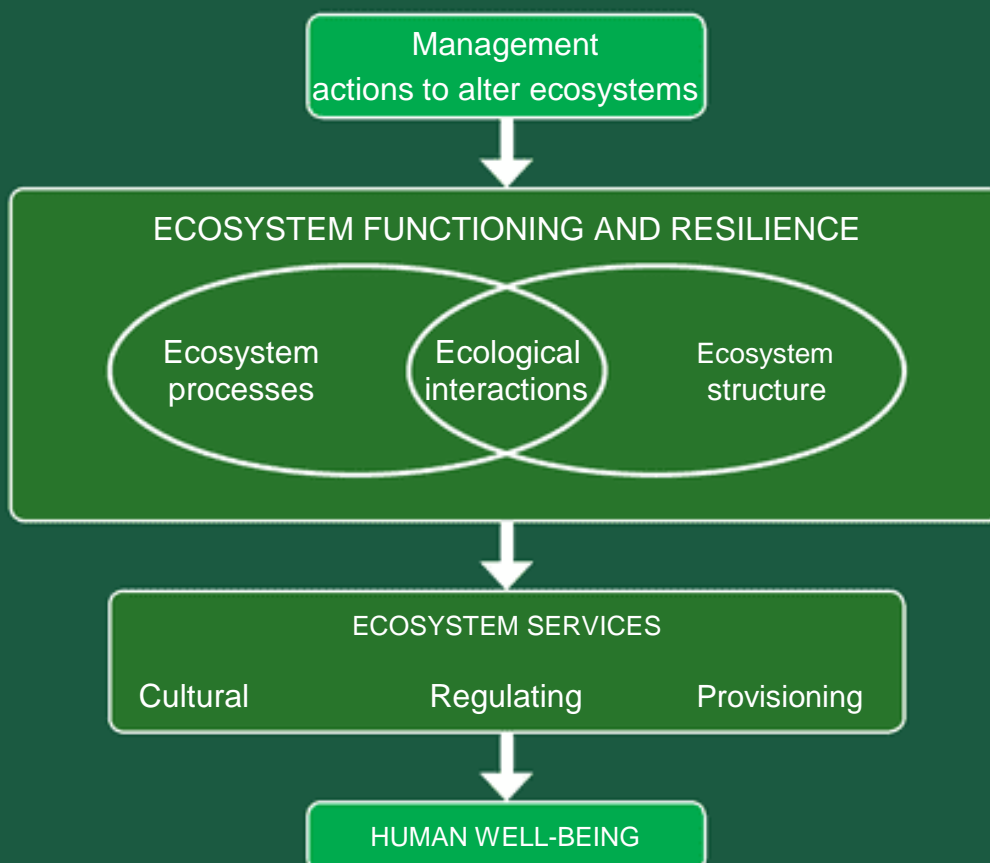 Management
actions to alter ecosystems
ECOSYSTEM FUNCTIONING AND RESILIENCE
Ecosystem
processes
Ecological
interactions
Ecosystem
structure
ECOSYSTEM SERVICES
Cultural
Regulating
Provisioning
HUMAN WELL-BEING